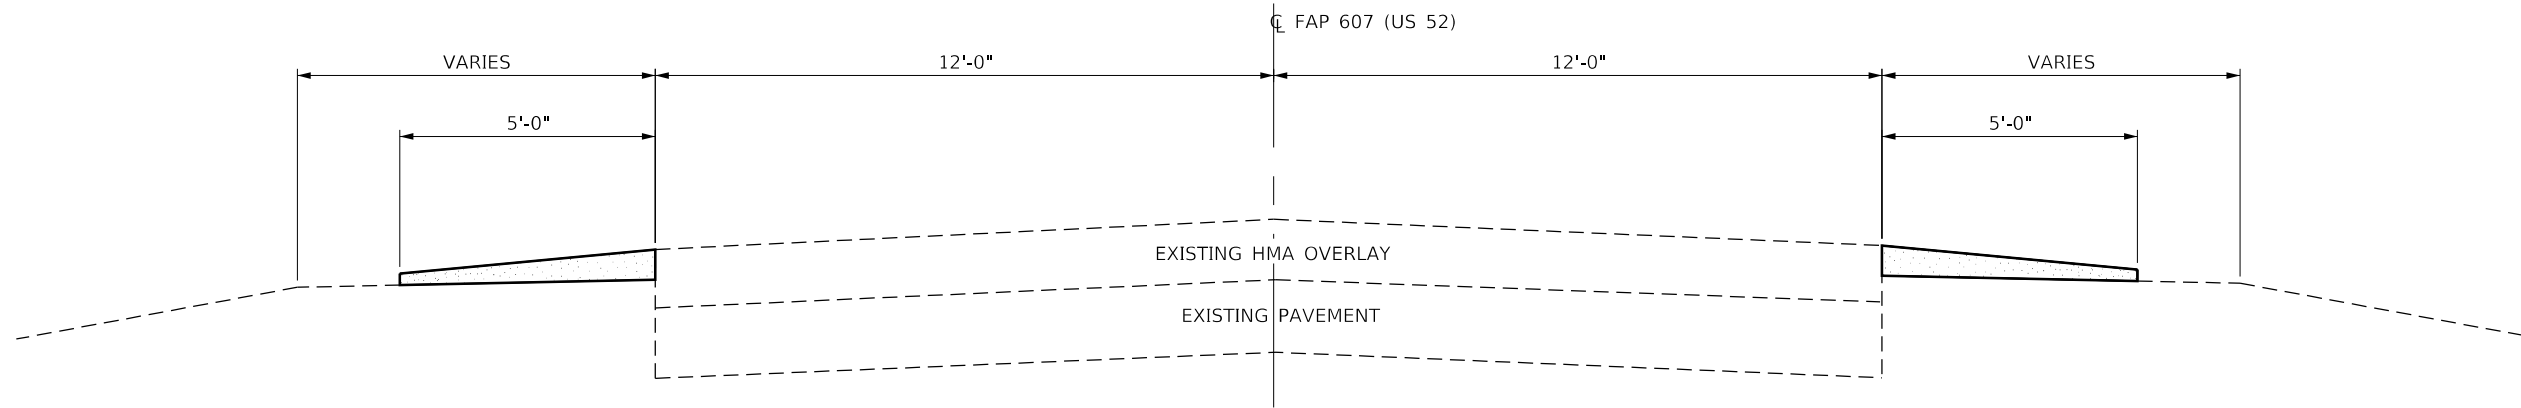 ℄ FAP 607 (US 52)
VARIES 12'-0" 12'-0" VARIES
5'-0" 5'-0"
EXISTING HMA OVERLAY
EXISTING PAVEMENT